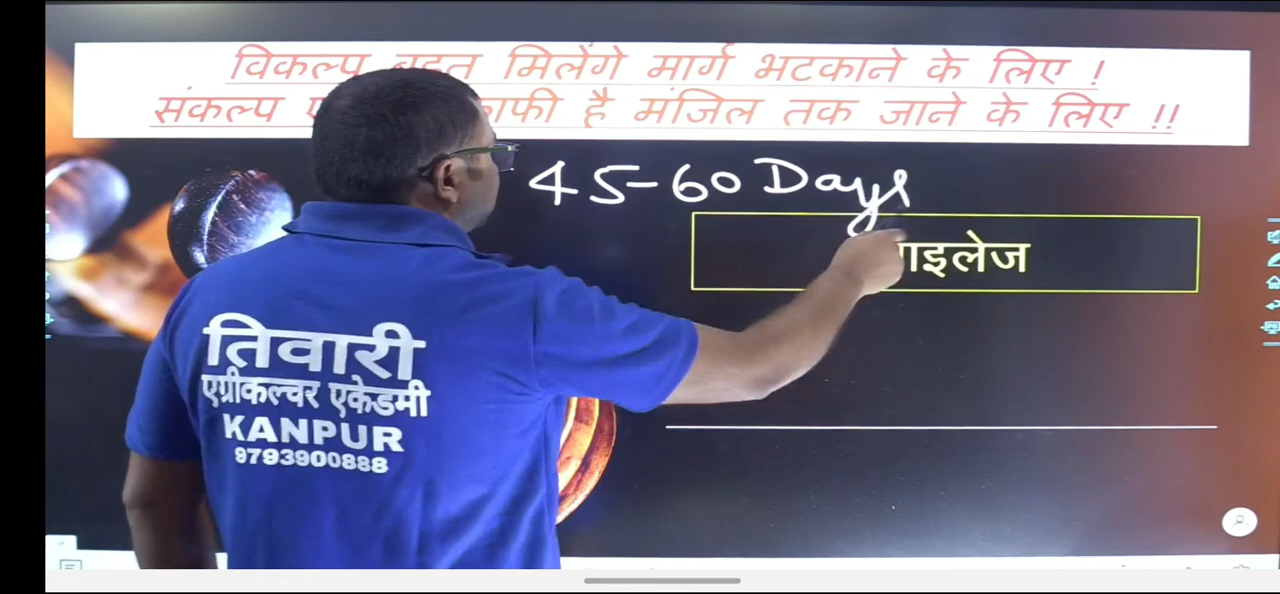 विकल्प बहुत मिलेंगे मार्ग भटकाने के लिए !
संकल्प काफी है मंजिल तक जाने के लिए !!
45-60 Days
साइलेज
तिवारी
एग्रीकल्चर एकेडमी
KANPUR
9793900888